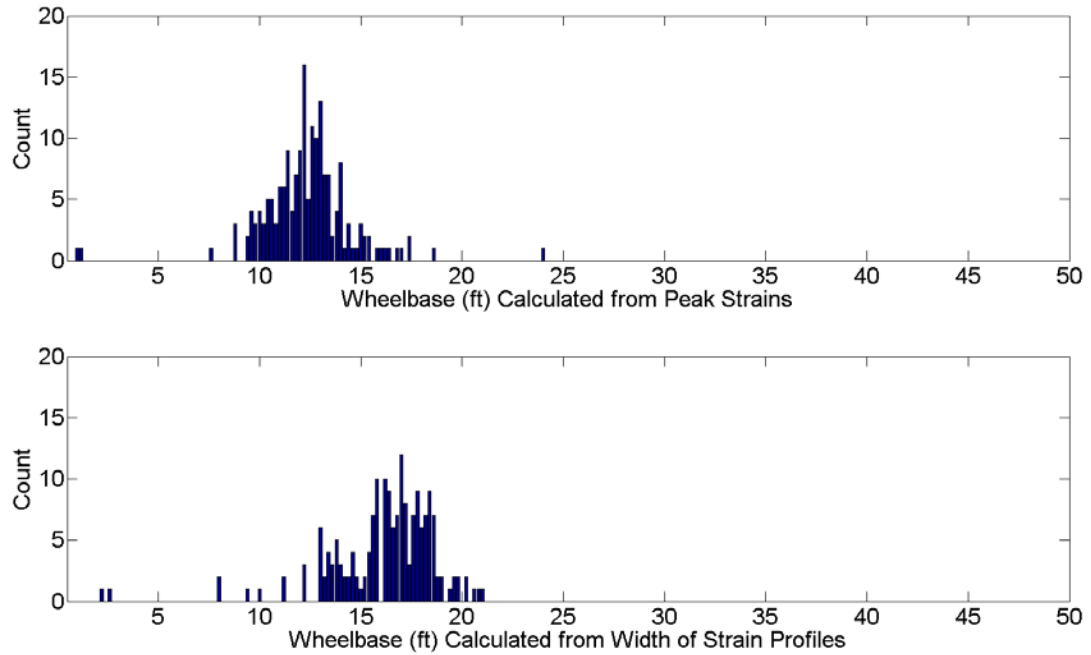 20
15
10
5
0
Count
5 10 15 20 25 30 35 40 45 50
Wheelbase (ft) Calculated from Peak Strains
20
15
10
5
0
Count
5 10 15 20 25 30 35 40 45 50
Wheelbase (ft) Calculated from Width of Strain Profiles